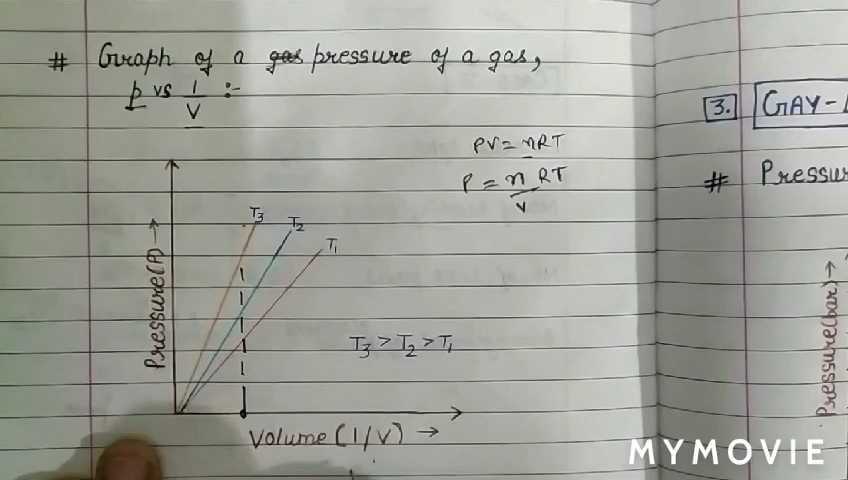 # Graph of a gas pressure of a gas,
p vs 1/V :-
PV = nRT
P = n/V RT
T3
T2
T1
Pressure(P) →
T3 > T2 > T1
Volume (1/V) →
3. GAY-
# Pressur
Pressure(bar) →
MYMOVIE